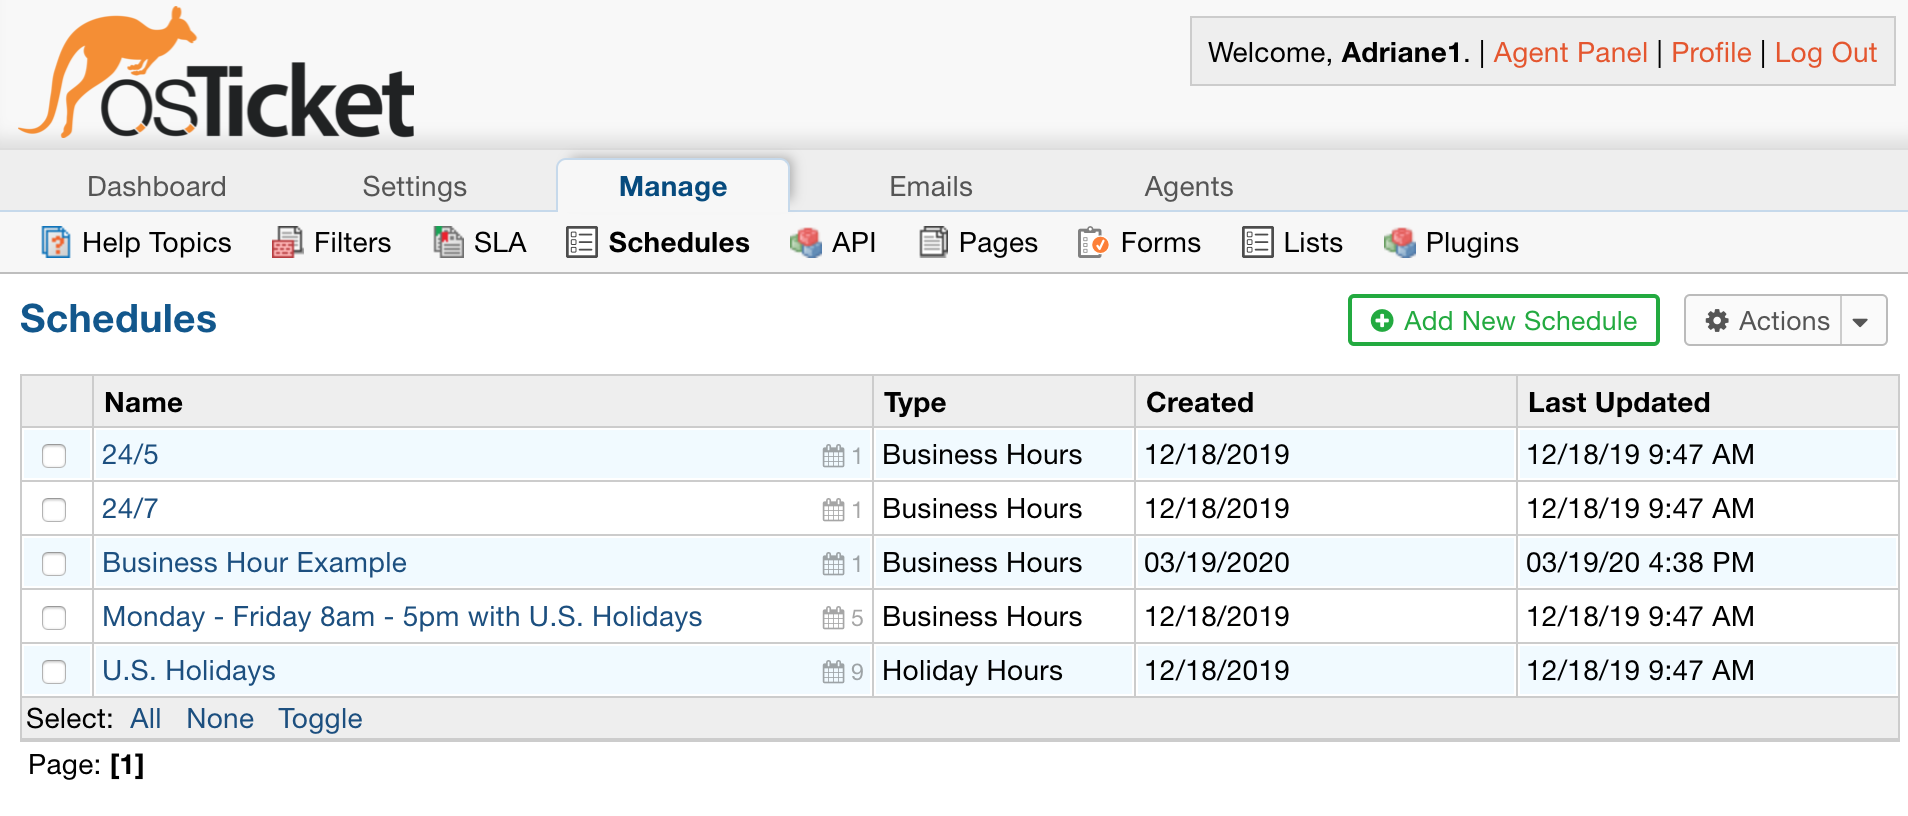 osTicket
Welcome, Adriane1. | Agent Panel | Profile | Log Out
Dashboard Settings Manage Emails Agents
Help Topics Filters SLA Schedules API Pages Forms Lists Plugins
Schedules Add New Schedule Actions
Name Type Created Last Updated
24/5 1 Business Hours 12/18/2019 12/18/19 9:47 AM
24/7 1 Business Hours 12/18/2019 12/18/19 9:47 AM
Business Hour Example 1 Business Hours 03/19/2020 03/19/20 4:38 PM
Monday - Friday 8am - 5pm with U.S. Holidays 5 Business Hours 12/18/2019 12/18/19 9:47 AM
U.S. Holidays 9 Holiday Hours 12/18/2019 12/18/19 9:47 AM
Select: All None Toggle
Page: [1]